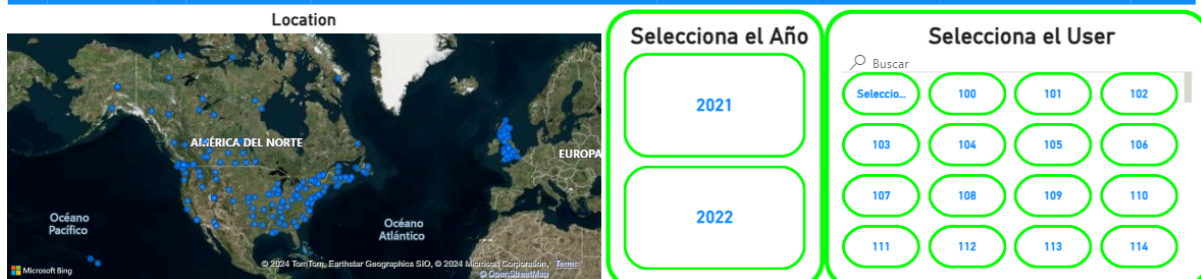 Location
AMÉRICA DEL NORTE
EUROPA
Océano
Pacífico
Océano
Atlántico
Microsoft Bing
© 2024 TomTom, Earthstar Geographics SIO, © 2024 Microsoft Corporation, Terms
© OpenStreetMap
Selecciona el Año
2021
2022
Selecciona el User
Buscar
Seleccio... 100 101 102
103 104 105 106
107 108 109 110
111 112 113 114